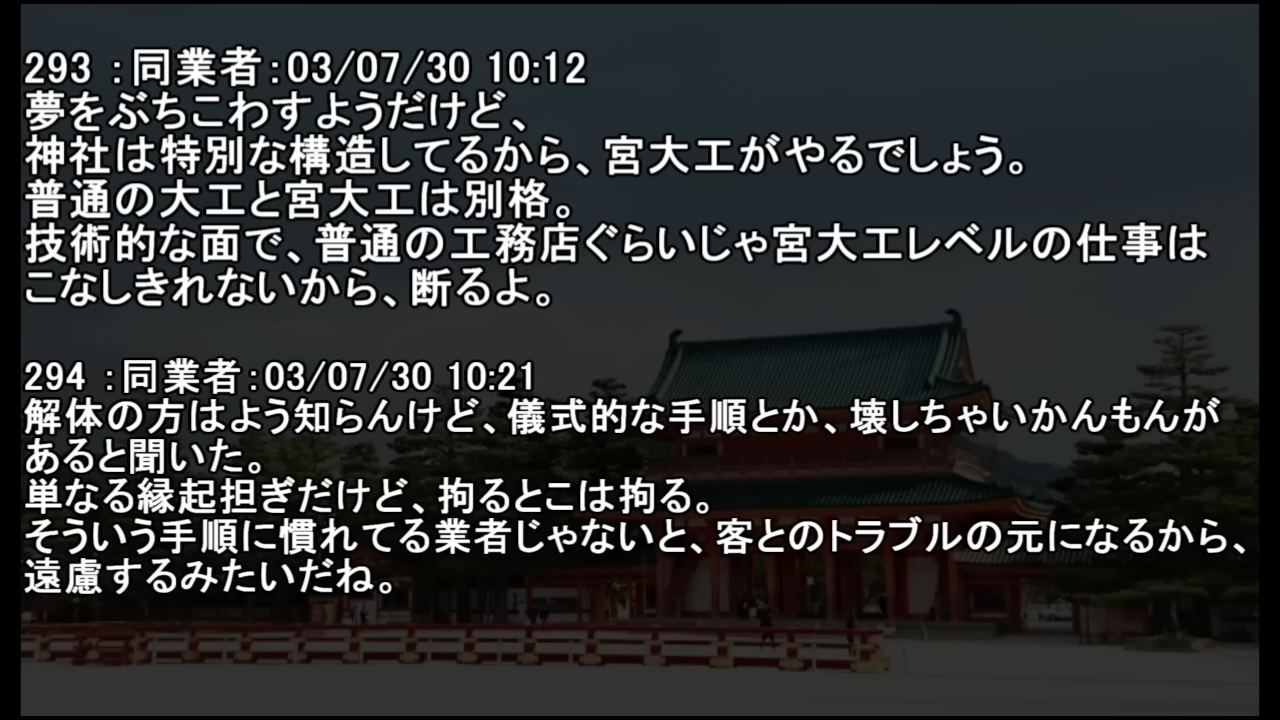 293 ：同業者：03/07/30 10:12
夢をぶちこわすようだけど、
神社は特別な構造してるから、宮大工がやるでしょう。
普通の大工と宮大工は別格。
技術的な面で、普通の工務店ぐらいじゃ宮大工レベルの仕事は
こなしきれないから、断るよ。
294 ：同業者：03/07/30 10:21
解体の方はよう知らんけど、儀式的な手順とか、壊しちゃいかんもんが
あると聞いた。
単なる縁起担ぎだけど、拘るとこは拘る。
そういう手順に慣れてる業者じゃないと、客とのトラブルの元になるから、
遠慮するみたいだね。